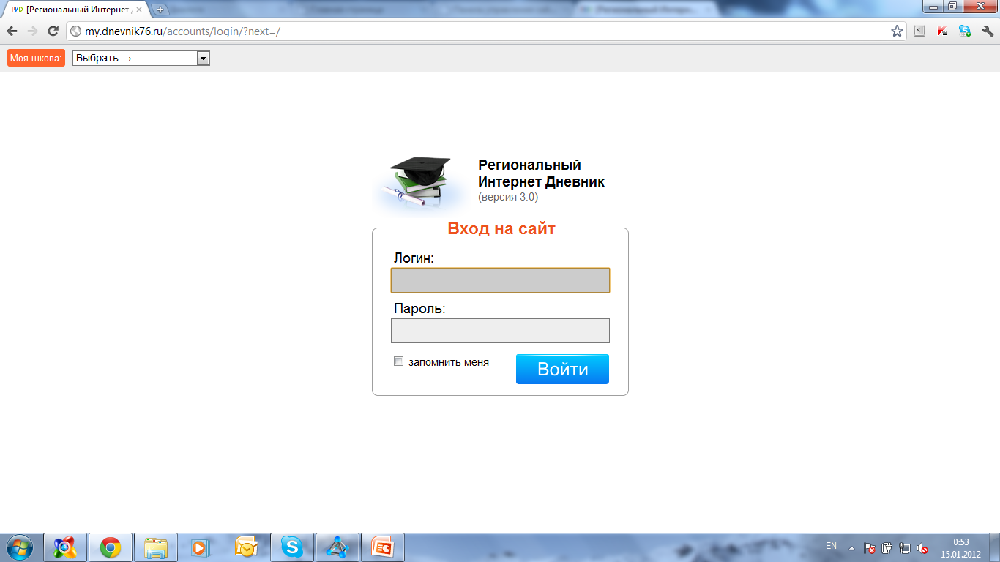 РИD [Региональный Интернет
my.dnevnik76.ru/accounts/login/?next=/
Моя школа:
Выбрать →
Региональный
Интернет Дневник
(версия 3.0)
Вход на сайт
Логин:
Пароль:
запомнить меня
Войти
EN
0:53
15.01.2012